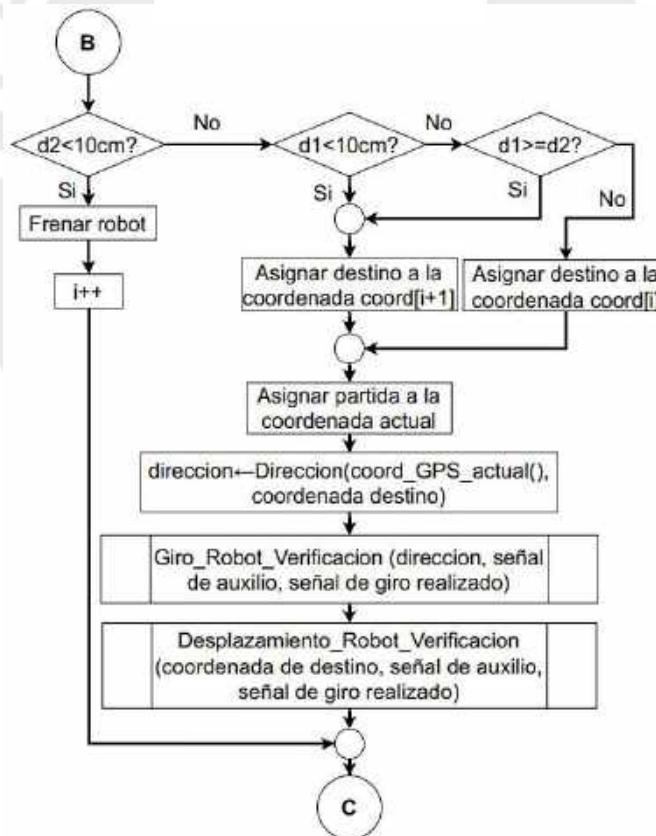 B
d2<10cm?
No
d1<10cm?
No
d1>=d2?
Si
Si
Si
No
Frenar robot
i++
Asignar destino a la
coordenada coord[i+1]
Asignar destino a la
coordenada coord[i]
Asignar partida a la
coordenada actual
direccion←Direccion(coord_GPS_actual(),
coordenada destino)
Giro_Robot_Verificacion (direccion, señal
de auxilio, señal de giro realizado)
Desplazamiento_Robot_Verificacion
(coordenada de destino, señal de auxilio,
señal de giro realizado)
C